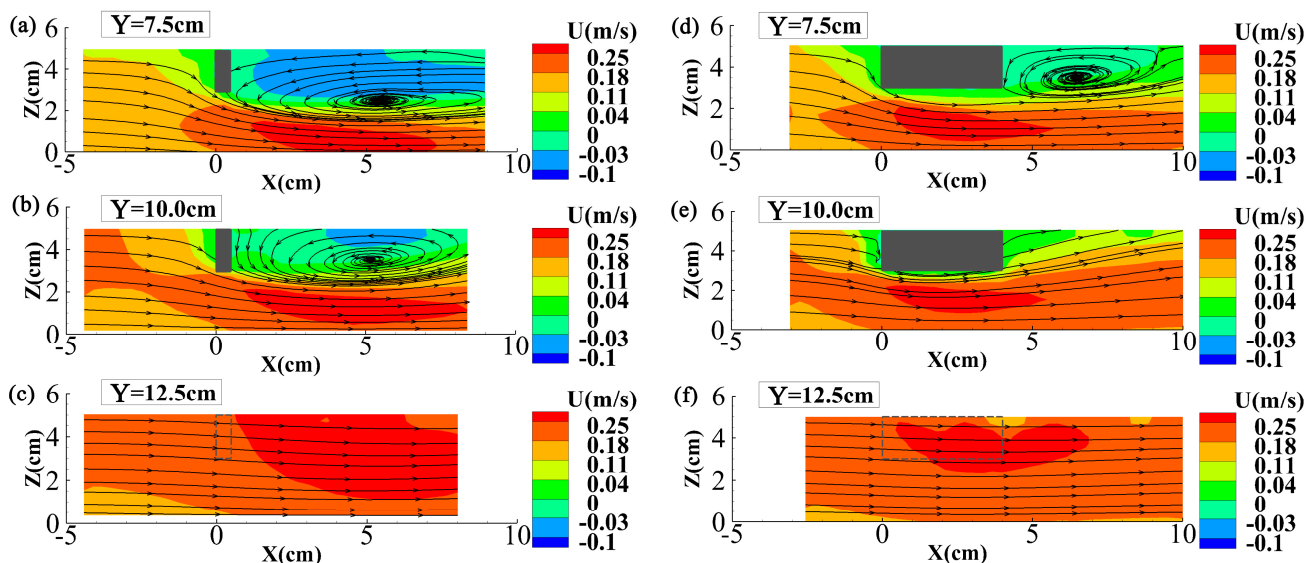 (a) Y=7.5cm
U(m/s)
0.25
0.18
0.11
0.04
0
-0.03
-0.1
Z(cm)
6
4
2
0
-5 0 5 10
X(cm)
(b) Y=10.0cm
U(m/s)
0.25
0.18
0.11
0.04
0
-0.03
-0.1
Z(cm)
6
4
2
0
-5 0 5 10
X(cm)
(c) Y=12.5cm
U(m/s)
0.25
0.18
0.11
0.04
0
-0.03
-0.1
Z(cm)
6
4
2
0
-5 0 5 10
X(cm)
(d) Y=7.5cm
U(m/s)
0.25
0.18
0.11
0.04
0
-0.03
-0.1
Z(cm)
6
4
2
0
-5 0 5 10
X(cm)
(e) Y=10.0cm
U(m/s)
0.25
0.18
0.11
0.04
0
-0.03
-0.1
Z(cm)
6
4
2
0
-5 0 5 10
X(cm)
(f) Y=12.5cm
U(m/s)
0.25
0.18
0.11
0.04
0
-0.03
-0.1
Z(cm)
6
4
2
0
-5 0 5 10
X(cm)